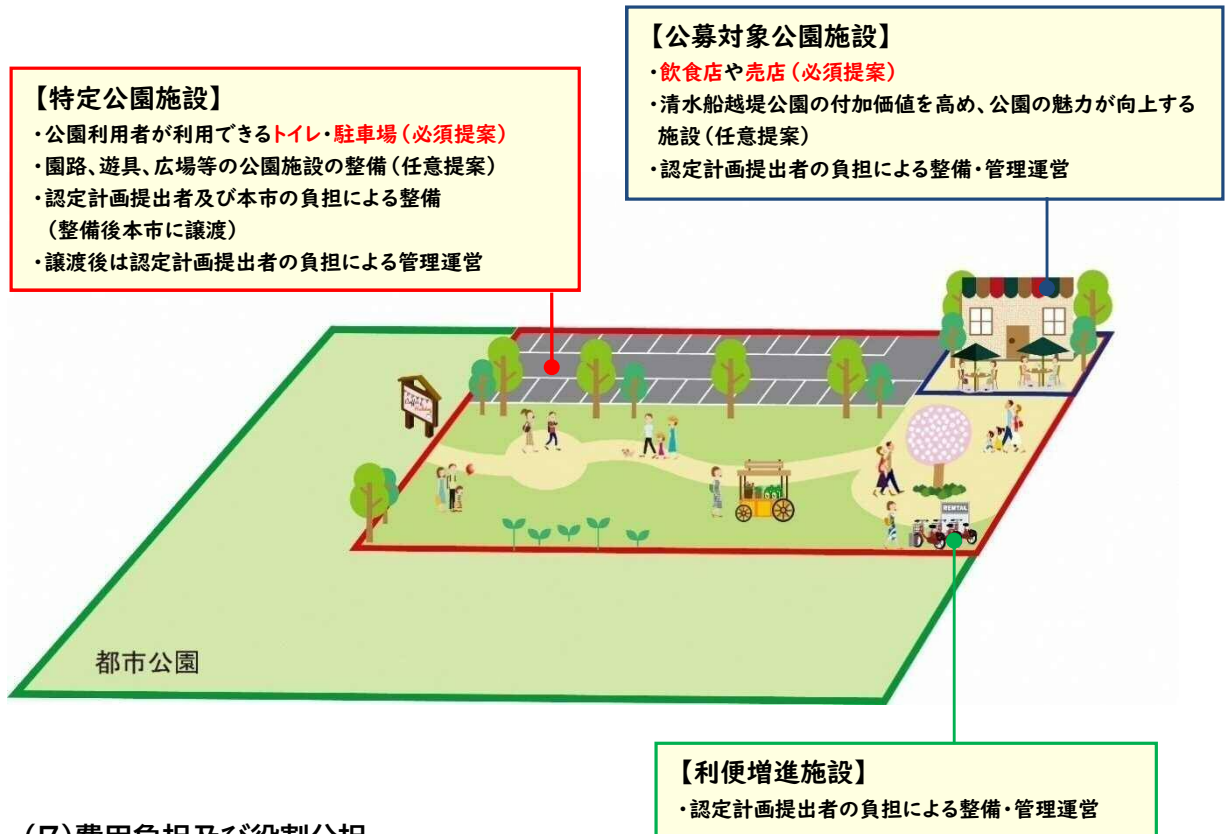 【公募対象公園施設】
・飲食店や売店（必須提案）
・清水船越堤公園の付加価値を高め、公園の魅力が向上する
施設（任意提案）
・認定計画提出者の負担による整備・管理運営
【特定公園施設】
・公園利用者が利用できるトイレ・駐車場（必須提案）
・園路、遊具、広場等の公園施設の整備（任意提案）
・認定計画提出者及び本市の負担による整備
（整備後本市に譲渡）
・譲渡後は認定計画提出者の負担による管理運営
RENTAL
都市公園
【利便増進施設】
・認定計画提出者の負担による整備・管理運営